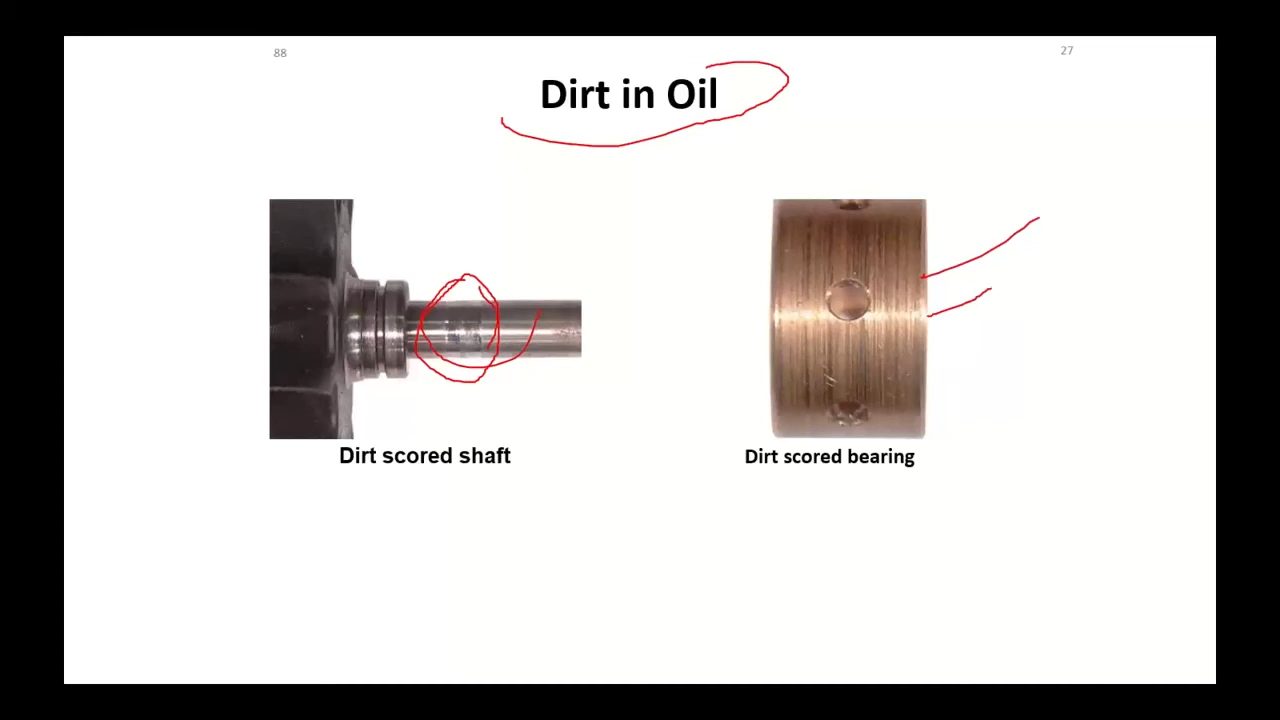 88
27
Dirt in Oil
Dirt scored shaft
Dirt scored bearing